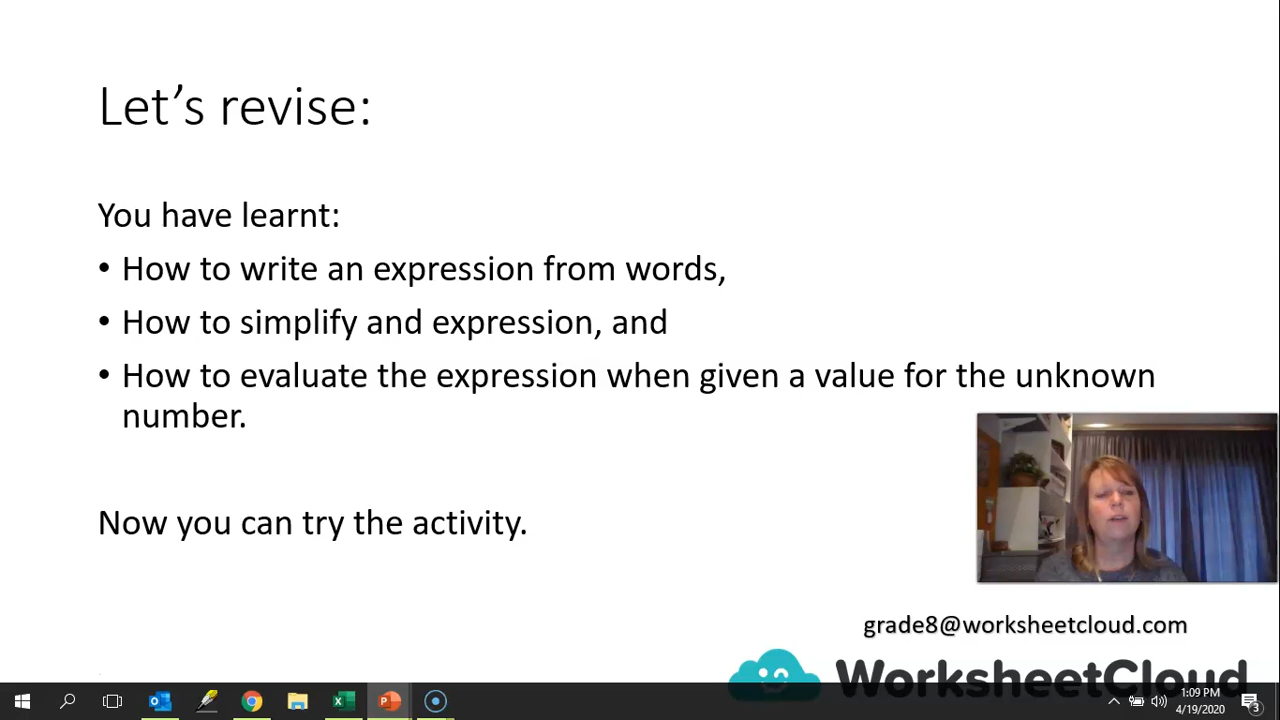 Let's revise:
You have learnt:
• How to write an expression from words,
• How to simplify and expression, and
• How to evaluate the expression when given a value for the unknown
number.
Now you can try the activity.
grade8@worksheetcloud.com
WorksheetCloud
1:09 PM
4/19/2020
3